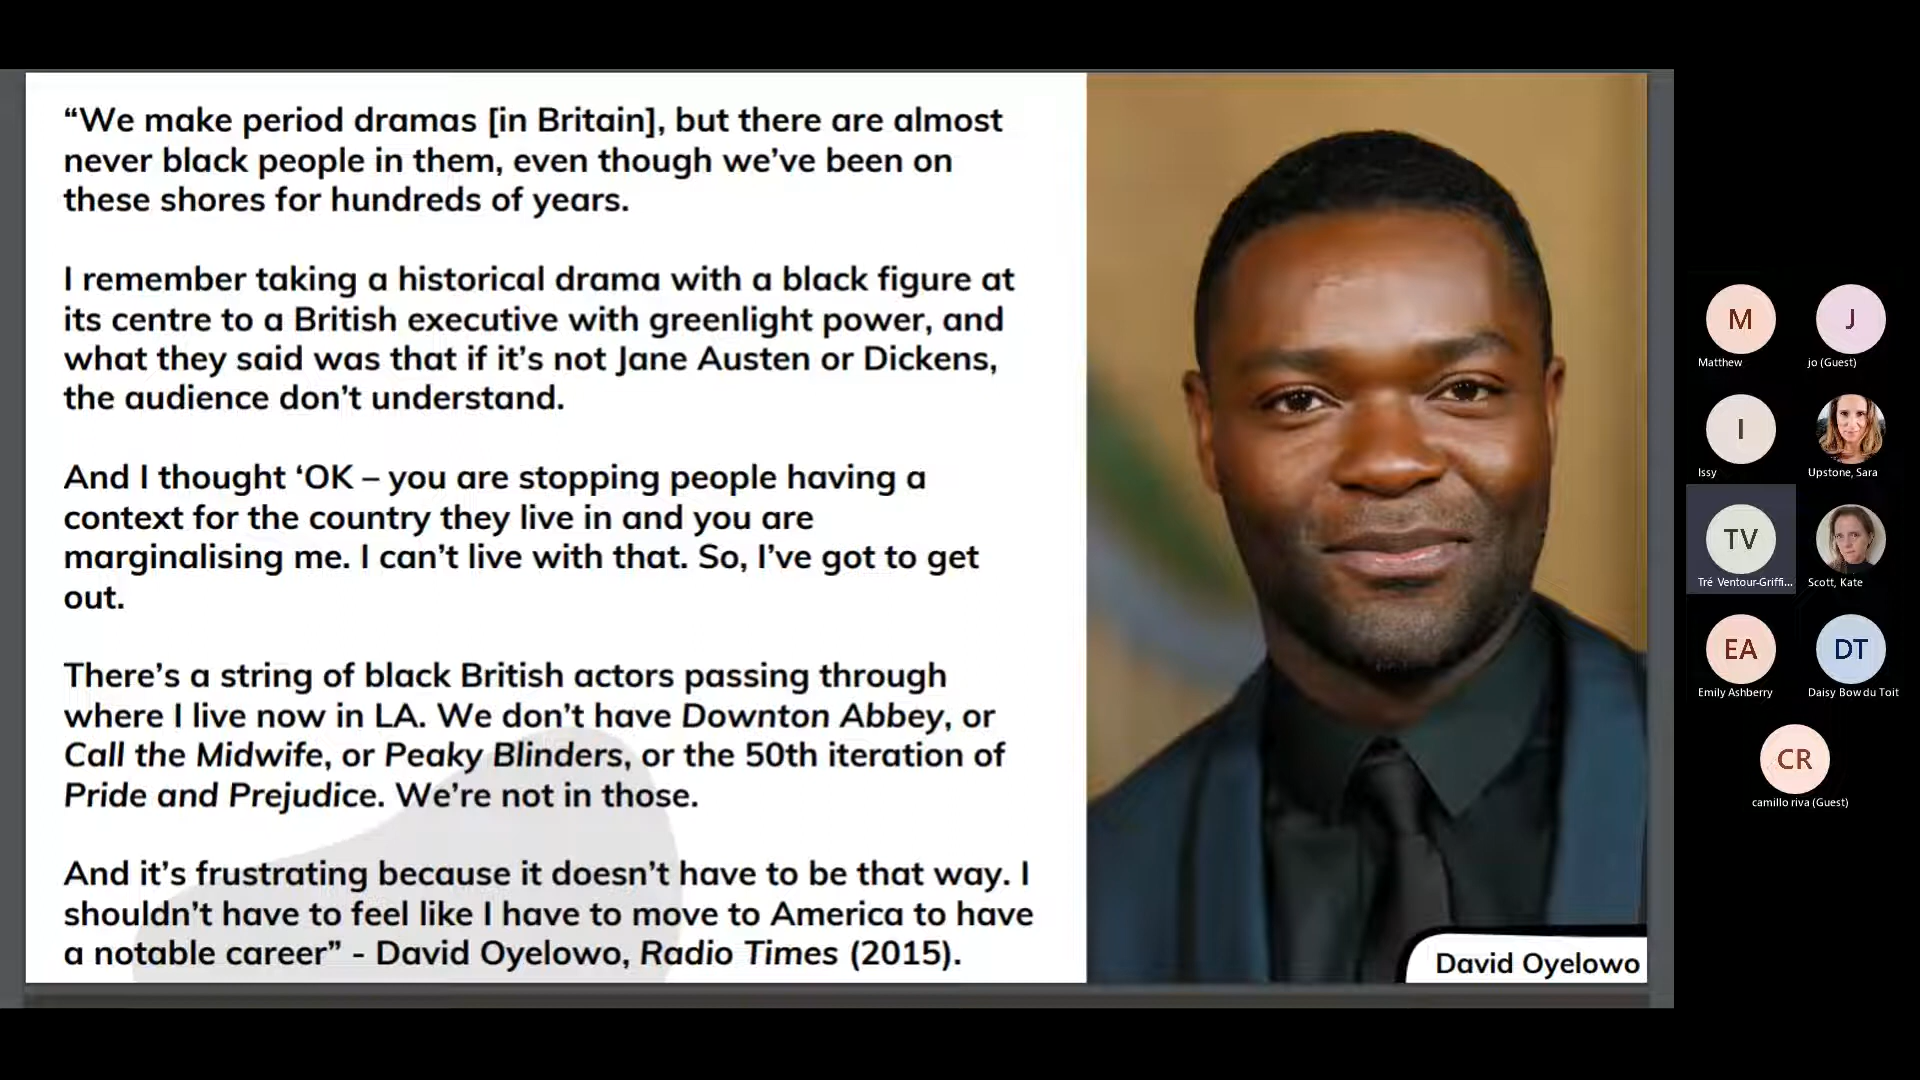 “We make period dramas [in Britain], but there are almost
never black people in them, even though we’ve been on
these shores for hundreds of years.
I remember taking a historical drama with a black figure at
its centre to a British executive with greenlight power, and
what they said was that if it’s not Jane Austen or Dickens,
the audience don’t understand.
And I thought ‘OK – you are stopping people having a
context for the country they live in and you are
marginalising me. I can’t live with that. So, I’ve got to get
out.
There’s a string of black British actors passing through
where I live now in LA. We don’t have Downton Abbey, or
Call the Midwife, or Peaky Blinders, or the 50th iteration of
Pride and Prejudice. We’re not in those.
And it’s frustrating because it doesn’t have to be that way. I
shouldn’t have to feel like I have to move to America to have
a notable career” - David Oyelowo, Radio Times (2015).
David Oyelowo
M
Matthew
J
jo (Guest)
I
Issy
Upstone, Sara
TV
Tré Ventour-Griffi...
Scott, Kate
EA
Emily Ashberry
DT
Daisy Bow du Toit
CR
camillo riva (Guest)